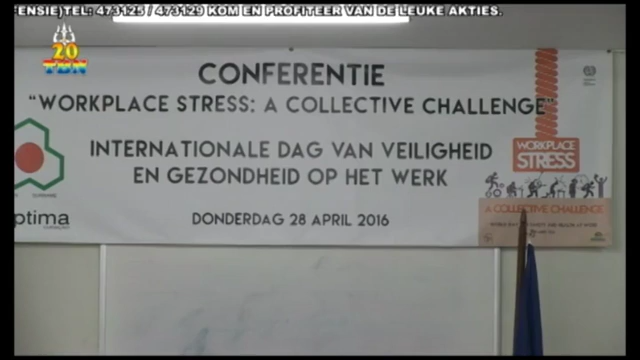 ENSIE)TEL: 473125 / 473129 KOM EN PROFITEER VAN DE LEUKE AKTIES.
20
TBN
CONFERENTIE
"WORKPLACE STRESS: A COLLECTIVE CHALLENGE"
INTERNATIONALE DAG VAN VEILIGHEID
EN GEZONDHEID OP HET WERK
DONDERDAG 28 APRIL 2016
ptima
WORKPLACE
STRESS
A COLLECTIVE CHALLENGE